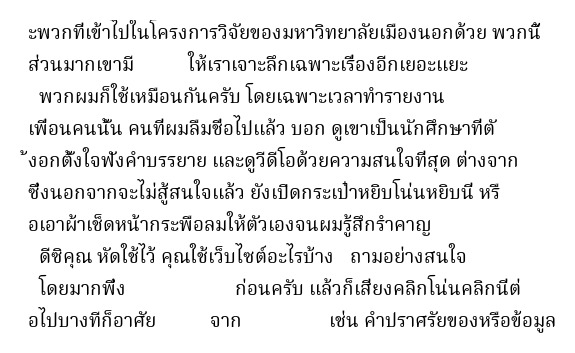 ะพวกที่เข้าไปในโครงการวิจัยของมหาวิทยาลัยเมืองนอกด้วย พวกนี้
ส่วนมากเขามี ให้เราเจาะลึกเฉพาะเรื่องอีกเยอะแยะ
พวกผมก็ใช้เหมือนกันครับ โดยเฉพาะเวลาทำรายงาน
เพื่อนคนนั้น คนที่ผมลืมชื่อไปแล้ว บอก ดูเขาเป็นนักศึกษาที่ตั
้งอกตั้งใจฟังคำบรรยาย และดูวีดีโอด้วยความสนใจที่สุด ต่างจาก
ซึ่งนอกจากจะไม่สู้สนใจแล้ว ยังเปิดกระเป๋าหยิบโน่นหยิบนี่ หรื
อเอาผ้าเช็ดหน้ากระพือลมให้ตัวเองจนผมรู้สึกรำคาญ
ดีซิคุณ หัดใช้ไว้ คุณใช้เว็บไซต์อะไรบ้าง ถามอย่างสนใจ
โดยมากพึ่ง ก่อนครับ แล้วก็เสี่ยงคลิกโน่นคลิกนี่ต่
อไปบางทีก็อาศัย จาก เช่น คำปราศรัยของหรือข้อมูล